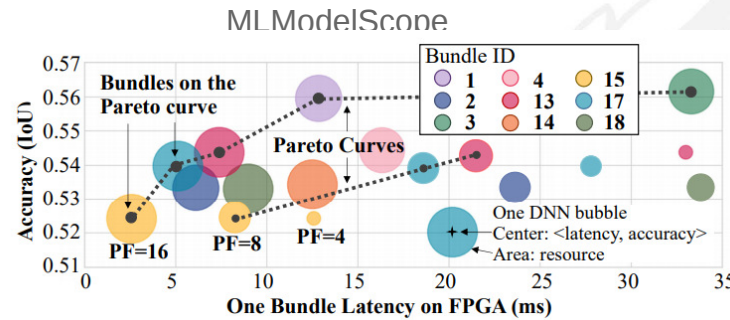 MLModelScope
0.57
0.56
0.55
0.54
0.53
0.52
0.51
Accuracy (IoU)
Bundles on the
Pareto curve
Bundle ID
1 4 15
2 13 17
3 14 18
Pareto Curves
PF=16
PF=8
PF=4
One DNN bubble
Center: <latency, accuracy>
Area: resource
0 5 10 15 20 25 30 35
One Bundle Latency on FPGA (ms)